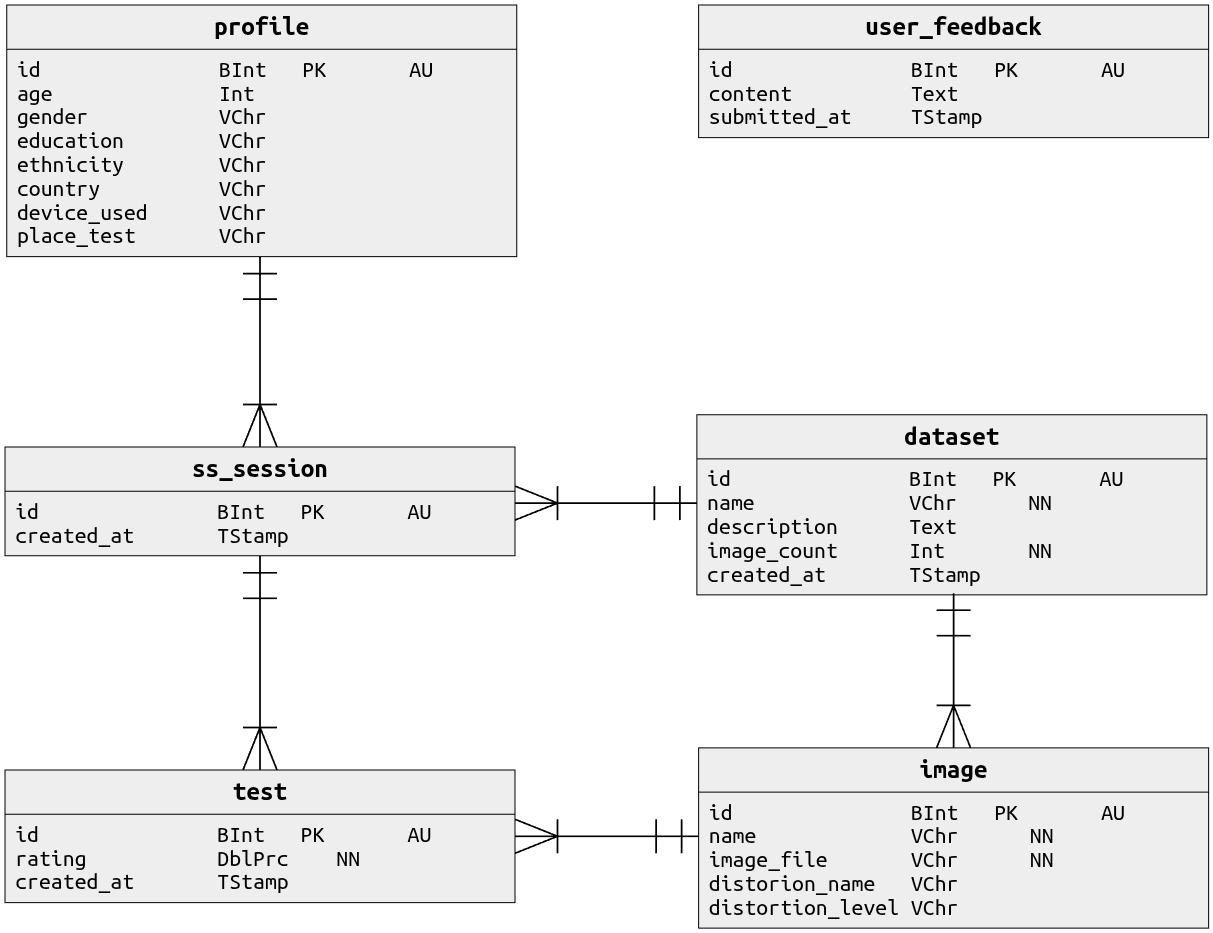 profile
id BInt PK AU
age Int
gender VChr
education VChr
ethnicity VChr
country VChr
device_used VChr
place_test VChr
user_feedback
id BInt PK AU
content Text
submitted_at TStamp
ss_session
id BInt PK AU
created_at TStamp
dataset
id BInt PK AU
name VChr NN
description Text
image_count Int NN
created_at TStamp
test
id BInt PK AU
rating DblPrc NN
created_at TStamp
image
id BInt PK AU
name VChr NN
image_file VChr NN
distorion_name VChr
distortion_level VChr